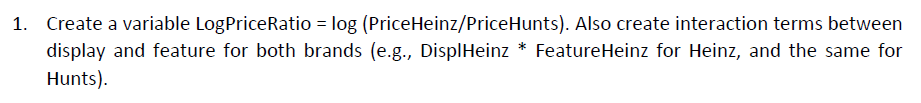 1. Create a variable LogPriceRatio = log (PriceHeinz/PriceHunts). Also create interaction terms between
display and feature for both brands (e.g., DisplHeinz * FeatureHeinz for Heinz, and the same for
Hunts).